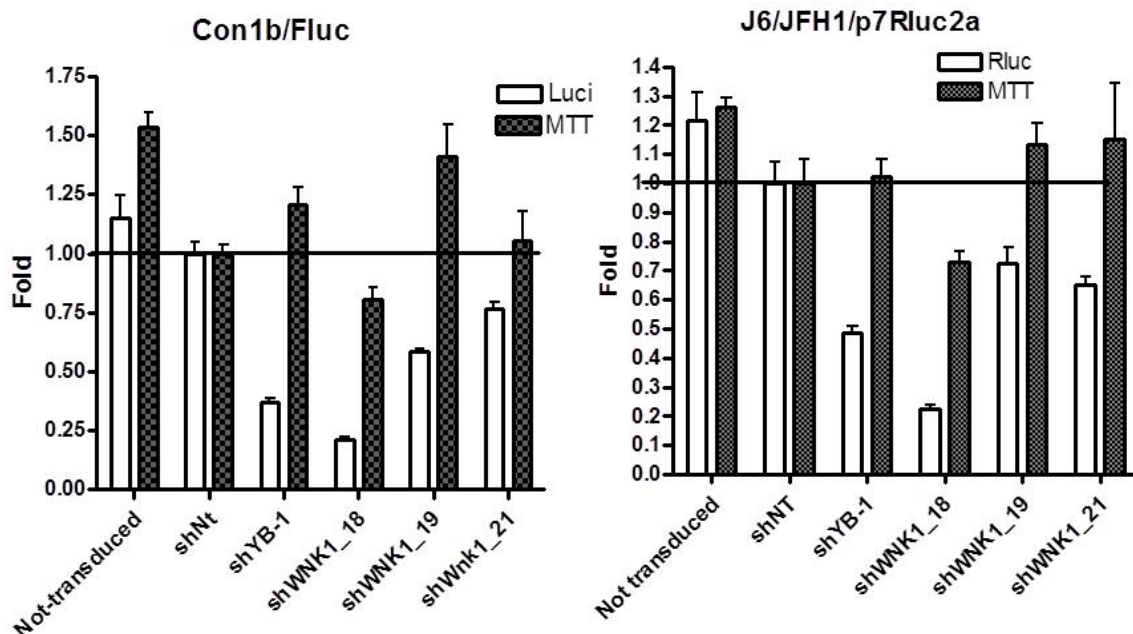 Con1b/Fluc
Luci
MTT
Fold
1.75
1.50
1.25
1.00
0.75
0.50
0.25
0.00
Not-transduced
shNt
shYB-1
shWNK1_18
shWNK1_19
shWnk1_21
J6/JFH1/p7Rluc2a
Rluc
MTT
Fold
1.4
1.3
1.2
1.1
1.0
0.9
0.8
0.7
0.6
0.5
0.4
0.3
0.2
0.1
0.0
Not transduced
shNT
shYB-1
shWNK1_18
shWNK1_19
shWNK1_21